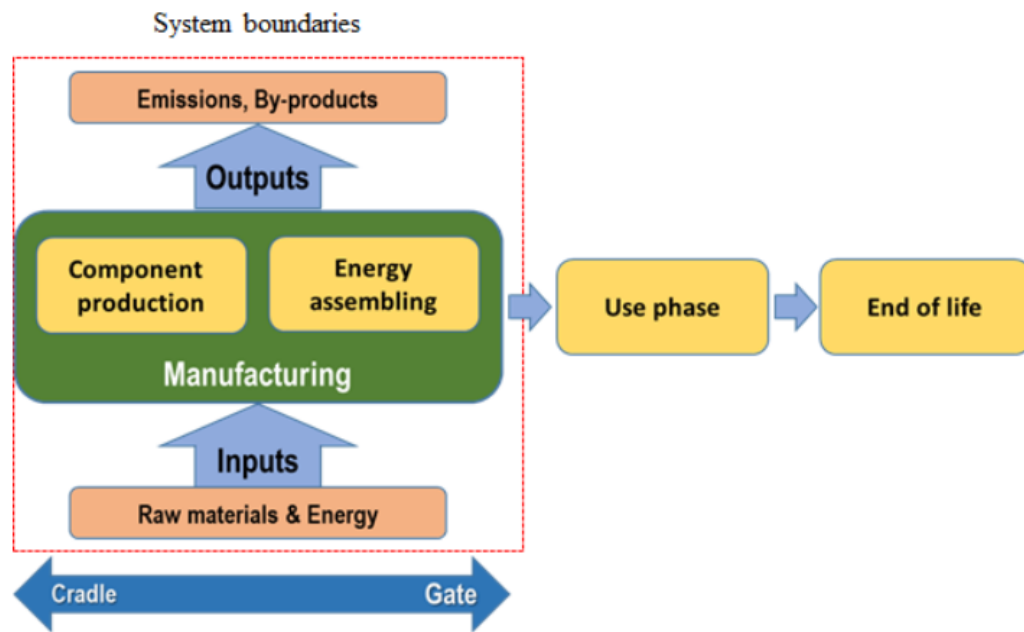 System boundaries
Emissions, By-products
Outputs
Component
production
Energy
assembling
Manufacturing
Use phase
End of life
Inputs
Raw materials & Energy
Cradle
Gate